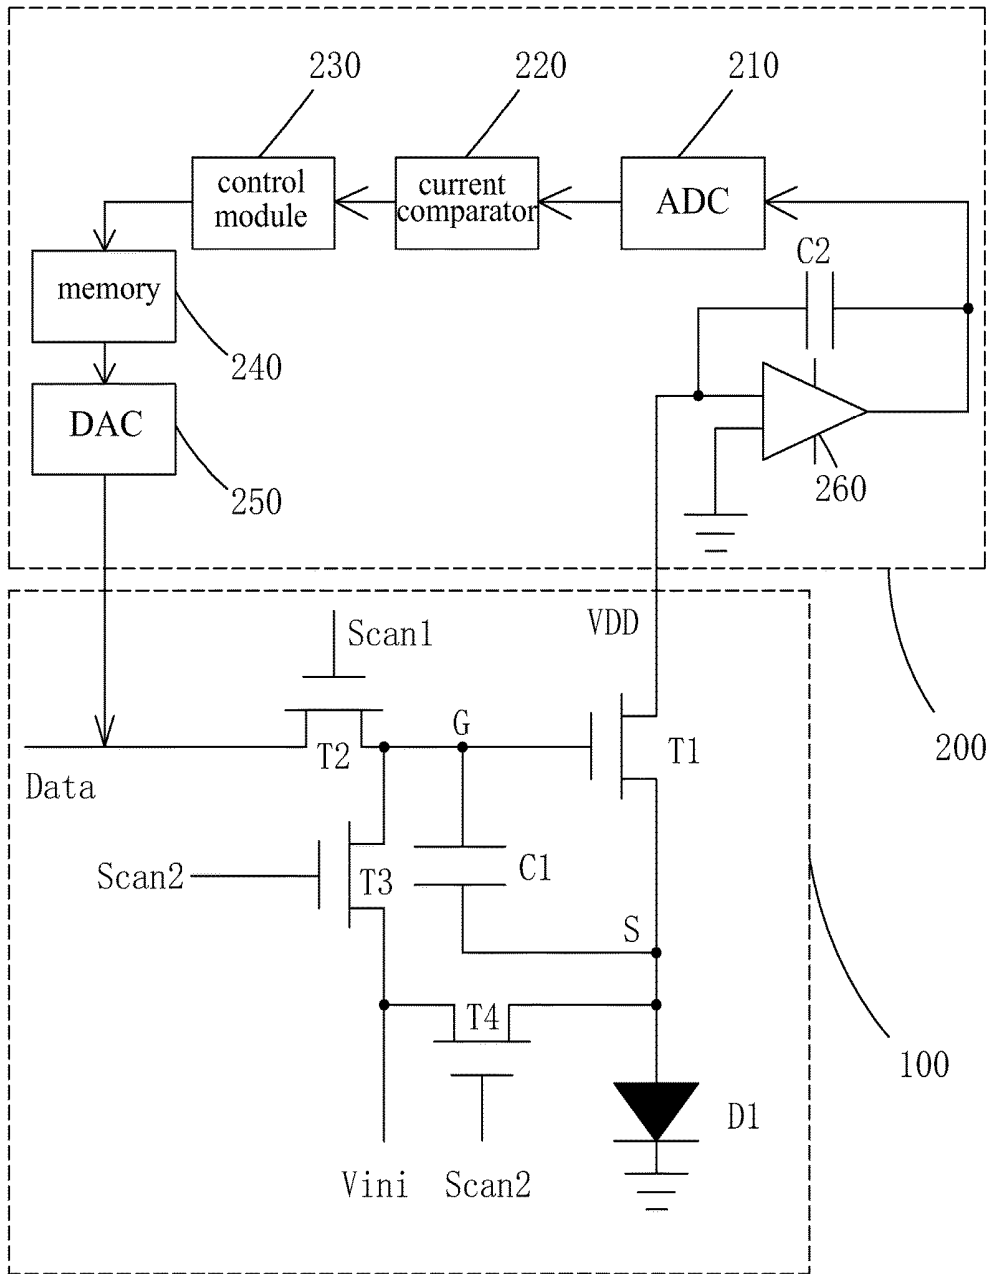 230
220
210
control
module
current
comparator
ADC
C2
memory
240
DAC
250
260
VDD
Scan1
200
G
T2
T1
Data
Scan2
T3
C1
S
T4
100
D1
Vini
Scan2